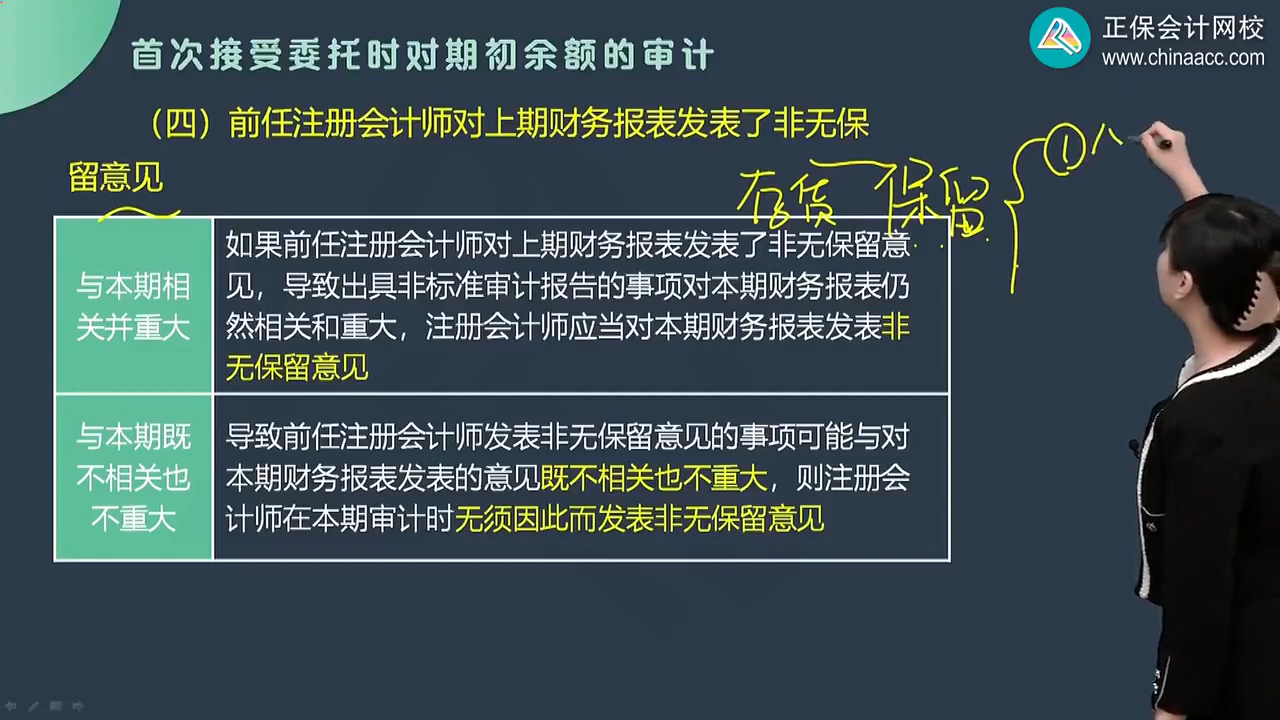 正保会计网校
www.chinaacc.com
首次接受委托时对期初余额的审计
（四）前任注册会计师对上期财务报表发表了非无保
留意见
存货 保留 ①
与本期相
关并重大
如果前任注册会计师对上期财务报表发表了非无保留意
见，导致出具非标准审计报告的事项对本期财务报表仍
然相关和重大，注册会计师应当对本期财务报表发表非
无保留意见
与本期既
不相关也
不重大
导致前任注册会计师发表非无保留意见的事项可能与对
本期财务报表发表的意见既不相关也不重大，则注册会
计师在本期审计时无须因此而发表非无保留意见